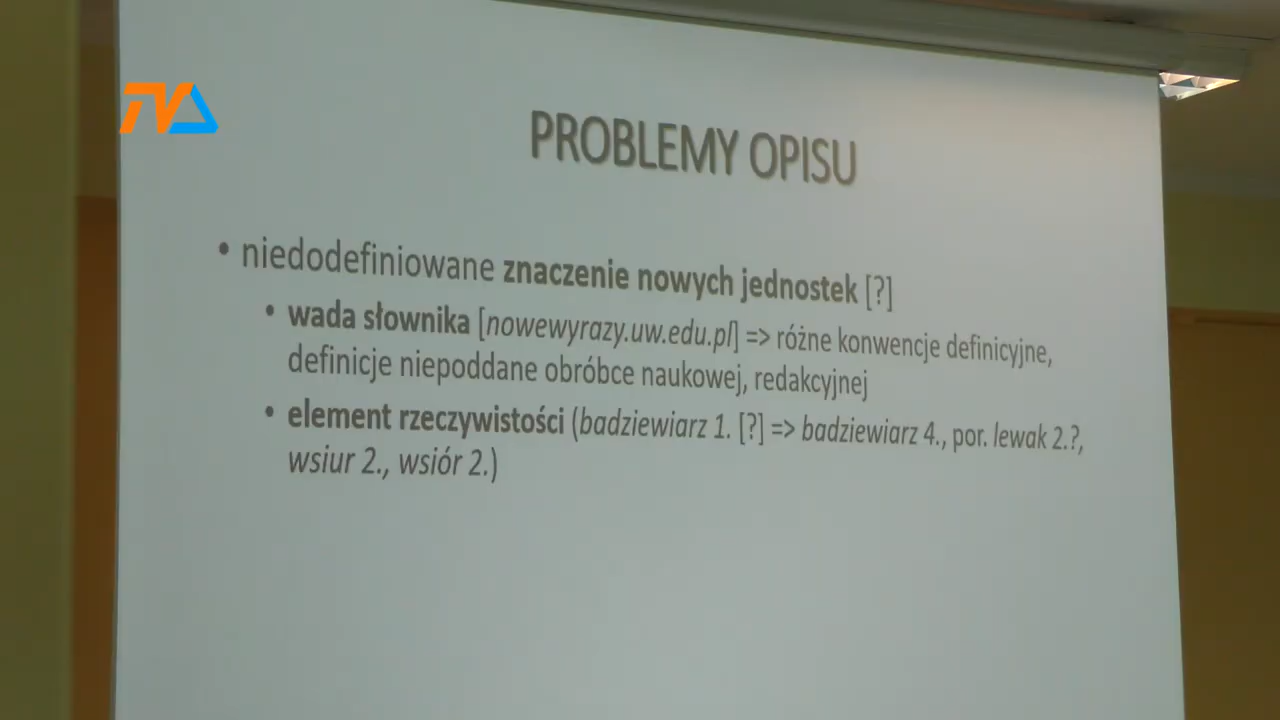 TVA
PROBLEMY OPISU
• niedodefiniowane znaczenie nowych jednostek [?]
• wada słownika [nowewyrazy.uw.edu.pl] => różne konwencje definicyjne,
definicje niepoddane obróbce naukowej, redakcyjnej
• element rzeczywistości (badziewiarz 1. [?] => badziewiarz 4., por. lewak 2.?,
wsiur 2., wsiór 2.)